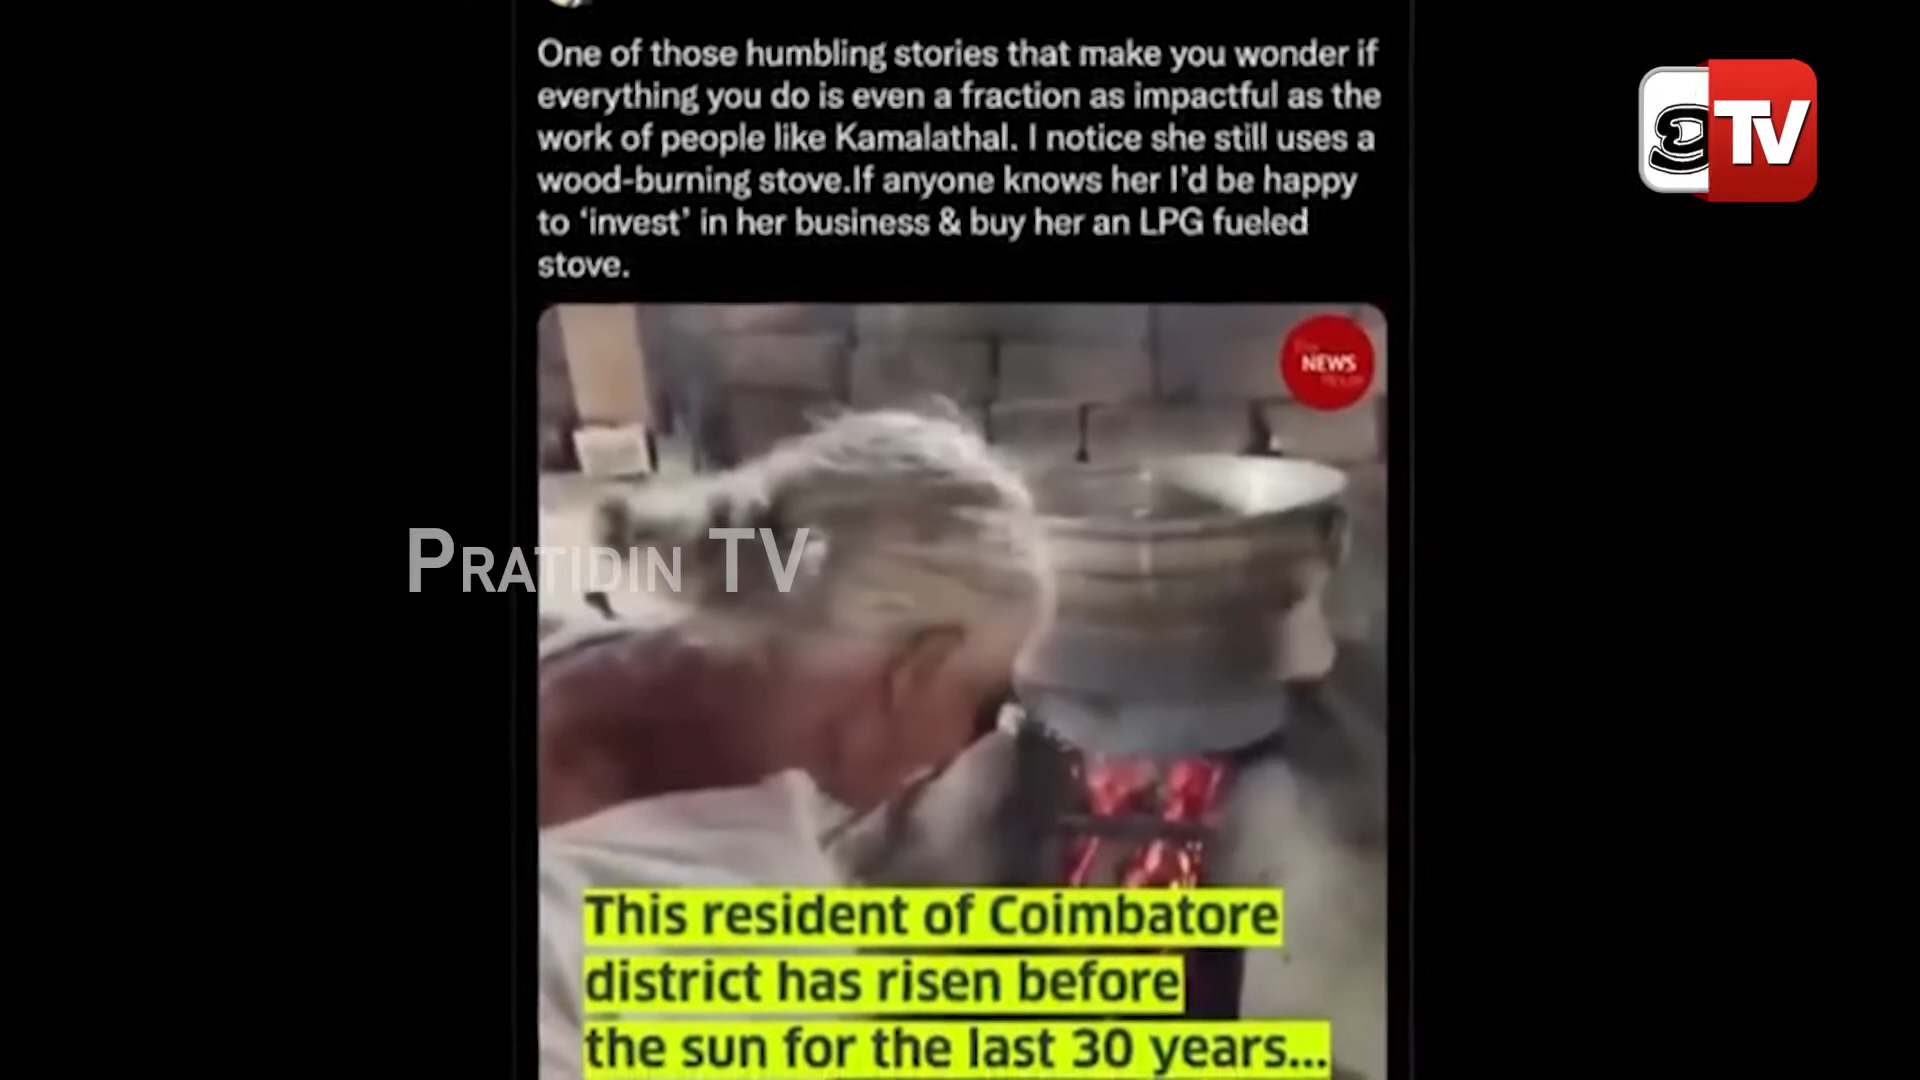 One of those humbling stories that make you wonder if
everything you do is even a fraction as impactful as the
work of people like Kamalathal. I notice she still uses a
wood-burning stove.If anyone knows her I'd be happy
to ‘invest’ in her business & buy her an LPG fueled
stove.
TV
NEWS
PRATIDIN TV
This resident of Coimbatore
district has risen before
the sun for the last 30 years...